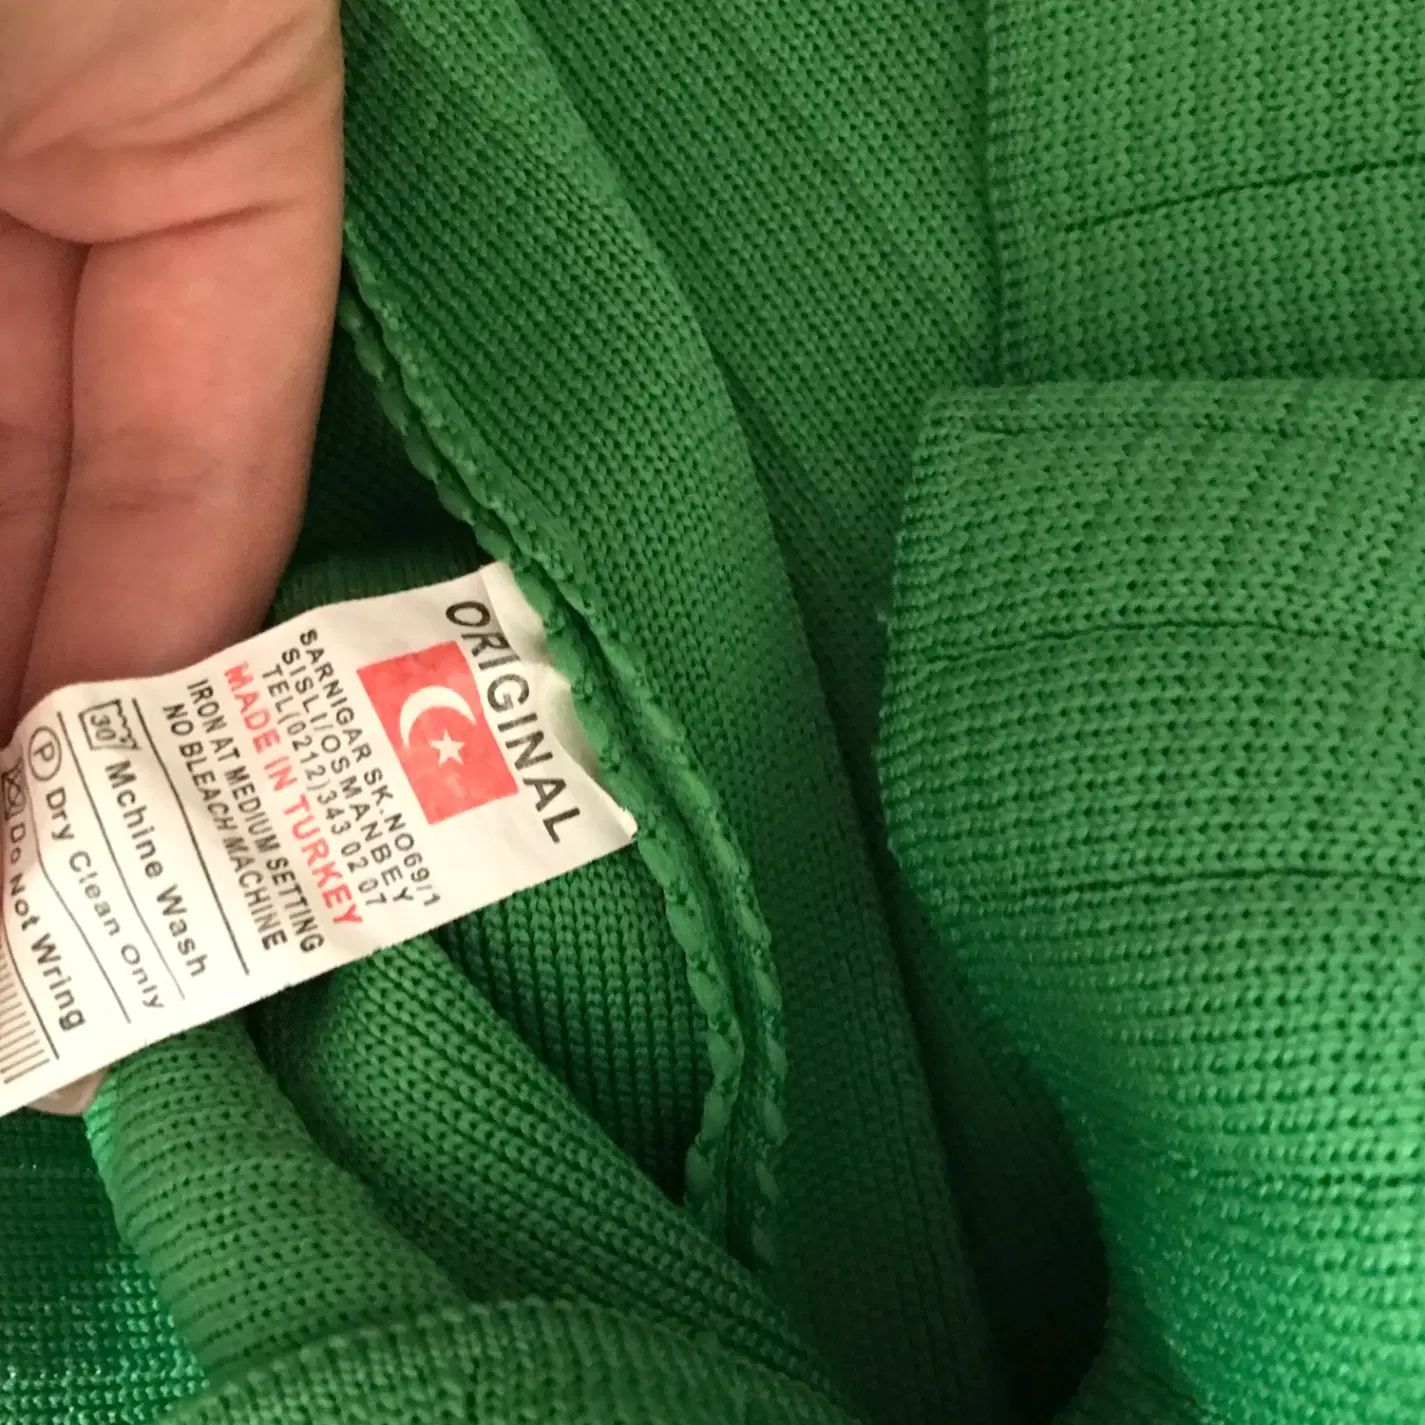 ORIGINAL
SARNIGAR SK.NO69/1
SISLI/OSMANBEY
TEL(0212)343 02 07
MADE IN TURKEY
IRON AT MEDIUM SETTING
NO BLEACH MACHINE
30 Mchine Wash
P Dry Clean Only
Do Not Wring